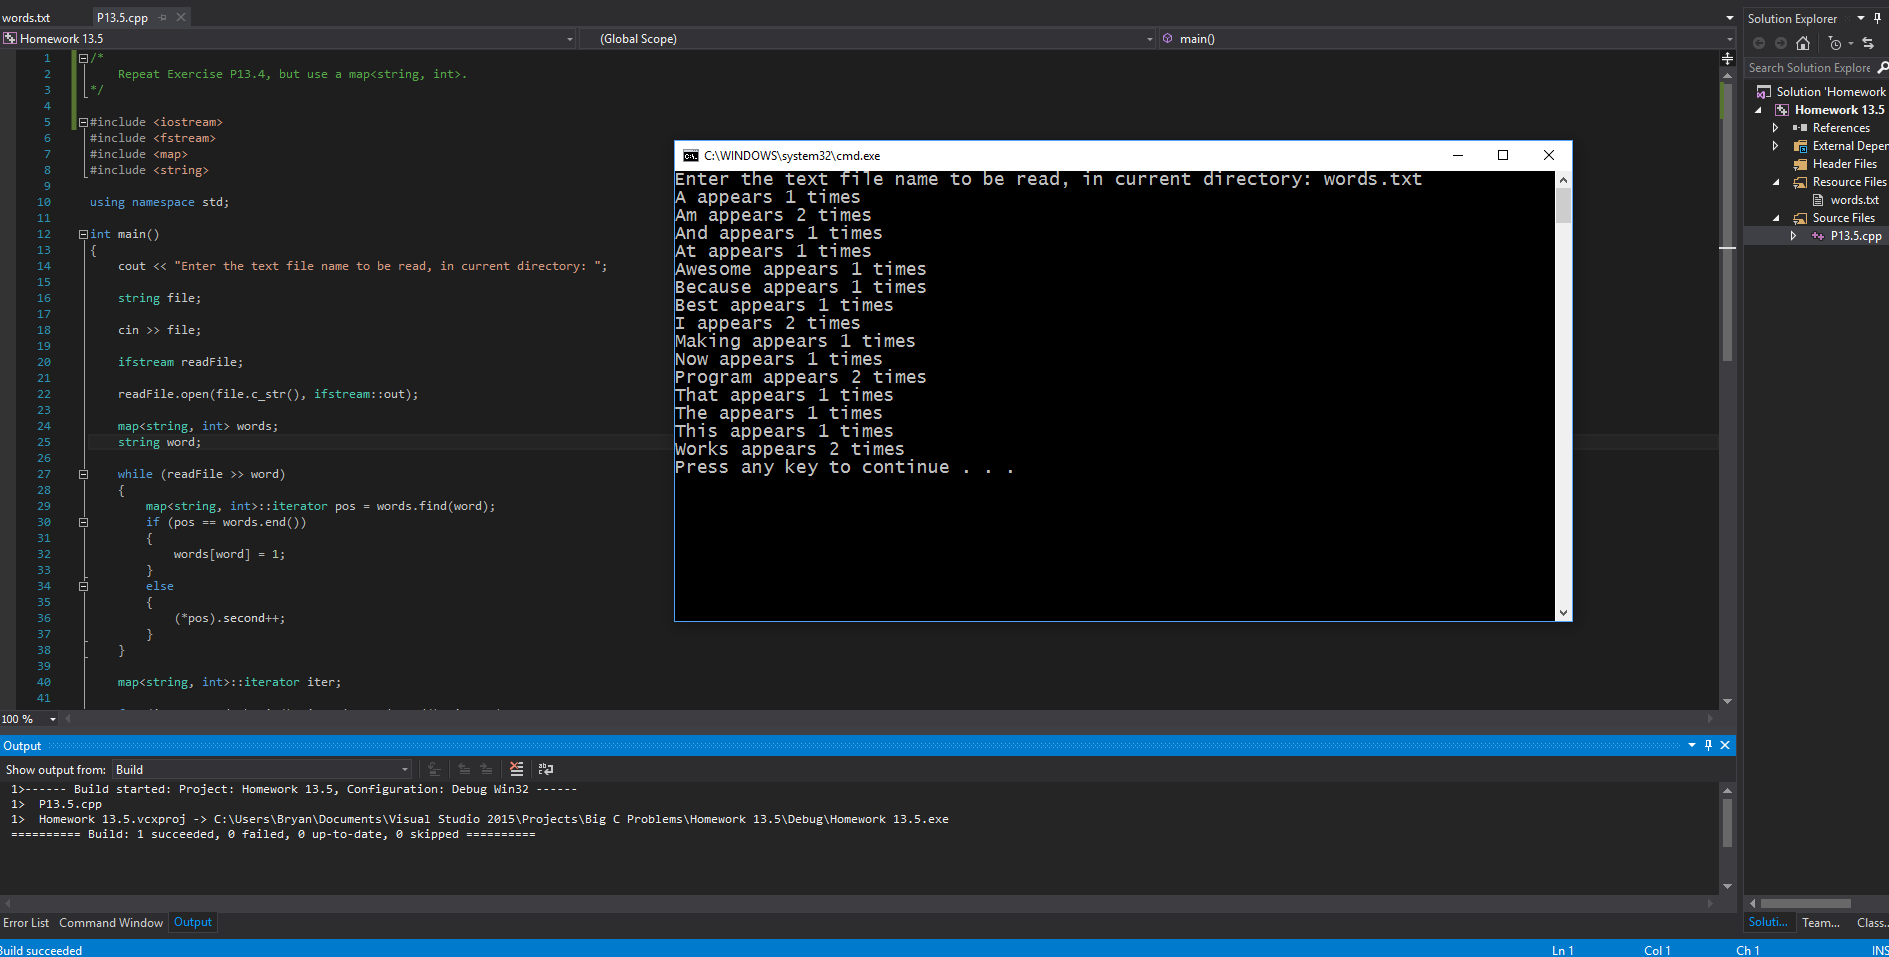 words.txt
P13.5.cpp
Homework 13.5
(Global Scope)
main()
1 /*
2 Repeat Exercise P13.4, but use a map<string, int>.
3 */
4
5 #include <iostream>
6 #include <fstream>
7 #include <map>
8 #include <string>
9
10 using namespace std;
11
12 int main()
13 {
14 cout << "Enter the text file name to be read, in current directory: ";
15
16 string file;
17
18 cin >> file;
19
20 ifstream readFile;
21
22 readFile.open(file.c_str(), ifstream::out);
23
24 map<string, int> words;
25 string word;
26
27 while (readFile >> word)
28 {
29 map<string, int>::iterator pos = words.find(word);
30 if (pos == words.end())
31 {
32 words[word] = 1;
33 }
34 else
35 {
36 (*pos).second++;
37 }
38 }
39
40 map<string, int>::iterator iter;
41
100 %
C:\WINDOWS\system32\cmd.exe
Enter the text file name to be read, in current directory: words.txt
A appears 1 times
Am appears 2 times
And appears 1 times
At appears 1 times
Awesome appears 1 times
Because appears 1 times
Best appears 1 times
I appears 2 times
Making appears 1 times
Now appears 1 times
Program appears 2 times
That appears 1 times
The appears 1 times
This appears 1 times
Works appears 2 times
Press any key to continue . . .
Solution Explorer
Search Solution Explore
Solution 'Homework
Homework 13.5
References
External Deper
Header Files
Resource Files
words.txt
Source Files
P13.5.cpp
Output
Show output from: Build
1>------ Build started: Project: Homework 13.5, Configuration: Debug Win32 ------
1> P13.5.cpp
1> Homework 13.5.vcxproj -> C:\Users\Bryan\Documents\Visual Studio 2015\Projects\Big C Problems\Homework 13.5\Debug\Homework 13.5.exe
========== Build: 1 succeeded, 0 failed, 0 up-to-date, 0 skipped ==========
Error List Command Window Output
Soluti... Team... Class...
Build succeeded
Ln 1 Col 1 Ch 1 INS